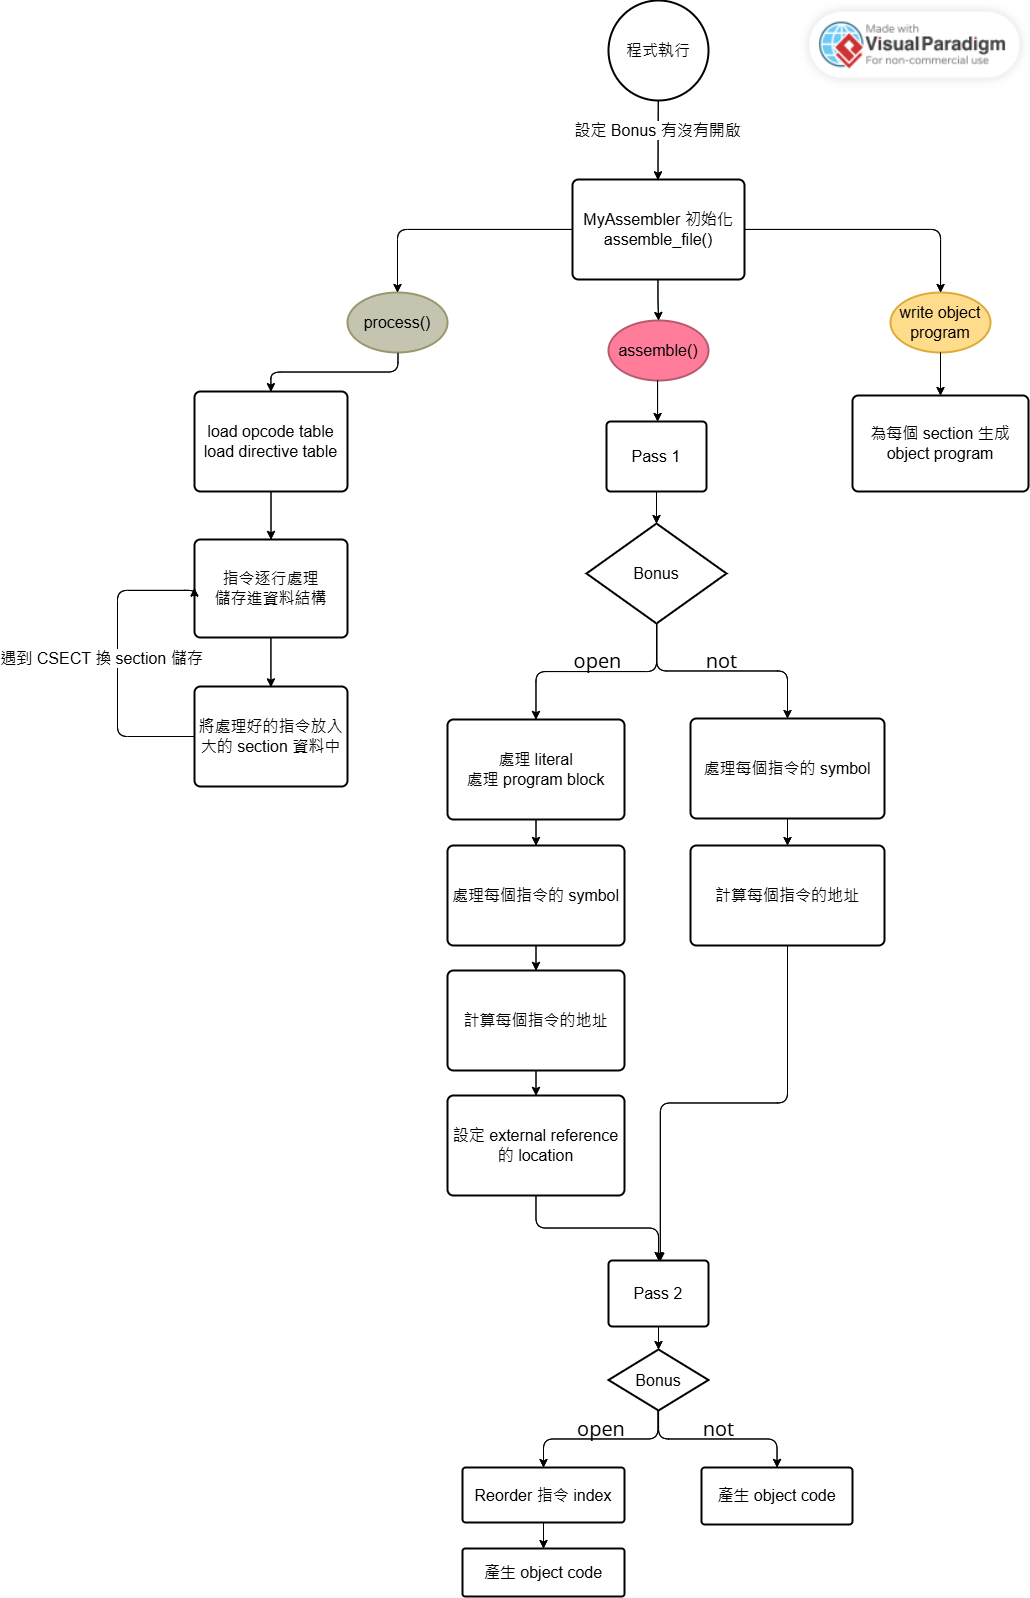 程式執行
Made with
VisualParadigm
For non-commercial use
設定 Bonus 有沒有開啟
MyAssembler 初始化
assemble_file()
process()
assemble()
write object
program
load opcode table
load directive table
Pass 1
為每個 section 生成
object program
指令逐行處理
儲存進資料結構
Bonus
遇到 CSECT 換 section 儲存
open
not
將處理好的指令放入
大的 section 資料中
處理 literal
處理 program block
處理每個指令的 symbol
處理每個指令的 symbol
計算每個指令的地址
計算每個指令的地址
設定 external reference
的 location
Pass 2
Bonus
open
not
Reorder 指令 index
產生 object code
產生 object code